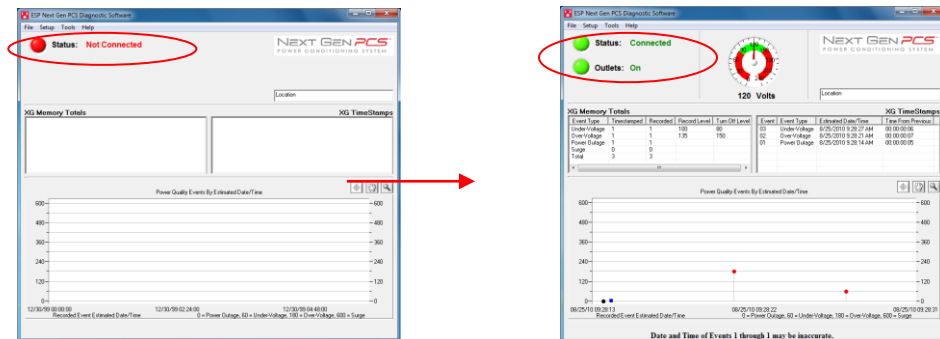 ESP Next Gen PCS Diagnostic Software
File Setup Tools Help
Status: Not Connected
NEXT GEN PCS
POWER CONDITIONING SYSTEM
Location
XG Memory Totals XG TimeStamps
Power Quality Events By Estimated Date/Time
600 600
480 480
360 360
240 240
120 120
0 0
12/30/99 00:00:00 12/30/99 02:24:00 12/30/99 04:48:00
Recorded Event Estimated Date/Time 0 = Power Outage, 60 = Under-Voltage, 180 = Over-Voltage, 600 = Surge
ESP Next Gen PCS Diagnostic Software
File Setup Tools Help
Status: Connected
Outlets: On
120 Volts
NEXT GEN PCS
POWER CONDITIONING SYSTEM
Location
XG Memory Totals XG TimeStamps
Event Type Timestamped Recorded Record Level Turn Off Level Event Event Type Estimated Date/Time Time From Previous
Under-Voltage 1 1 100 80 03 Under-Voltage 8/25/2010 9:28:27 AM 00:00:00:06
Over-Voltage 1 1 135 150 02 Over-Voltage 8/25/2010 9:28:21 AM 00:00:00:07
Power Outage 1 1 01 Power Outage 8/25/2010 9:28:14 AM 00:00:00:05
Surge 0 0
Total 3 3
Power Quality Events By Estimated Date/Time
600 600
480 480
360 360
240 240
120 120
0 0
08/25/10 09:28:13 08/25/10 09:28:22 08/25/10 09:28:31
Recorded Event Estimated Date/Time 0 = Power Outage, 60 = Under-Voltage, 180 = Over-Voltage, 600 = Surge
Date and Time of Events 1 through 1 may be inaccurate.